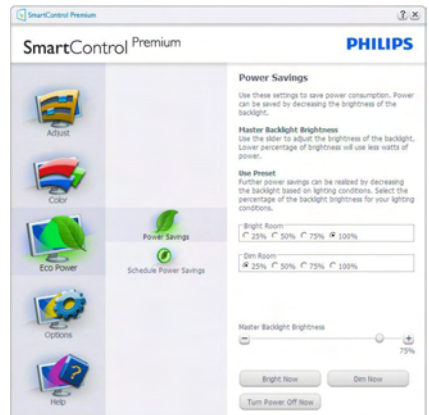 SmartControl Premium
? ×
SmartControl Premium
PHILIPS
Adjust
Color
Eco Power
Options
Help
Power Savings
Schedule Power Savings
Power Savings
Use these settings to save power consumption. Power
can be saved by decreasing the brightness of the
backlight.
Master Backlight Brightness
Use the slider to adjust the brightness of the backlight.
Lower percentage of brightness will use less watts of
power.
Use Preset
Further power savings can be realized by decreasing
the backlight based on lighting conditions. Select the
percentage of the backlight brightness for your lighting
conditions.
Bright Room
25% 50% 75% 100%
Dim Room
25% 50% 75% 100%
Master Backlight Brightness
75%
Bright Now
Dim Now
Turn Power Off Now